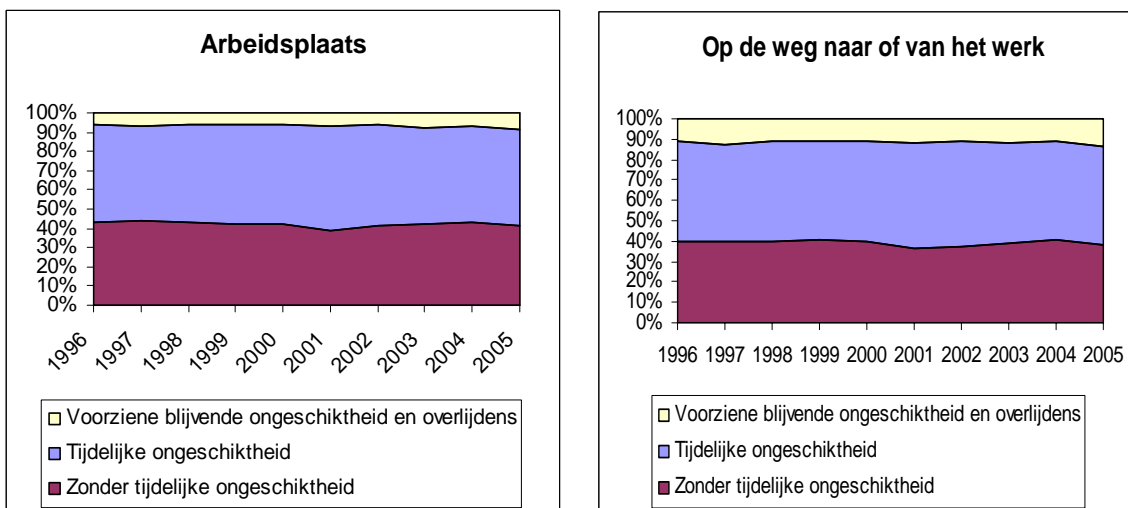 Arbeidsplaats
100%
90%
80%
70%
60%
50%
40%
30%
20%
10%
0%
1996 1997 1998 1999 2000 2001 2002 2003 2004 2005
Voorziene blijvende ongeschiktheid en overlijdens
Tijdelijke ongeschiktheid
Zonder tijdelijke ongeschiktheid
Op de weg naar of van het werk
100%
90%
80%
70%
60%
50%
40%
30%
20%
10%
0%
1996 1997 1998 1999 2000 2001 2002 2003 2004 2005
Voorziene blijvende ongeschiktheid en overlijdens
Tijdelijke ongeschiktheid
Zonder tijdelijke ongeschiktheid